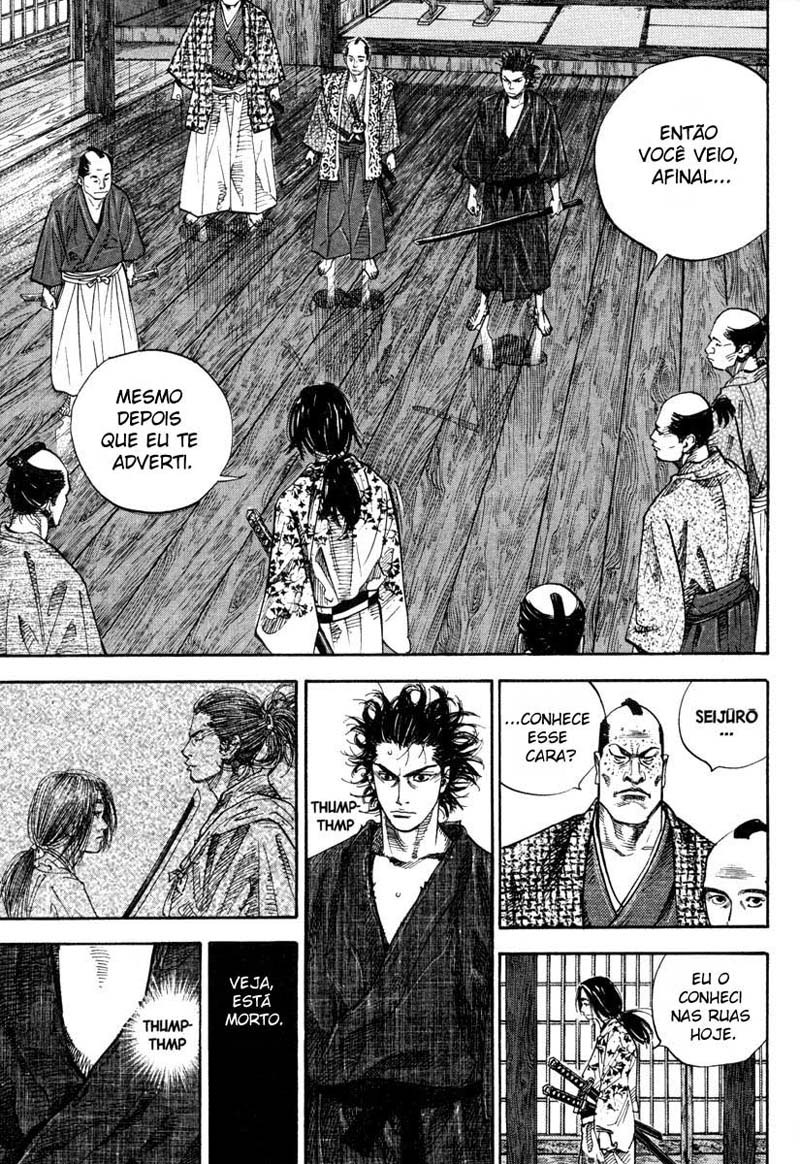 ENTÃO
VOCÊ VEIO,
AFINAL...
MESMO
DEPOIS
QUE EU TE
ADVERTI.
SEIJŪRŌ
...
...CONHECE
ESSE
CARA?
THUMP-
THMP
EU O
CONHECI
NAS RUAS
HOJE.
VEJA,
ESTÁ
MORTO.
THUMP-
THMP